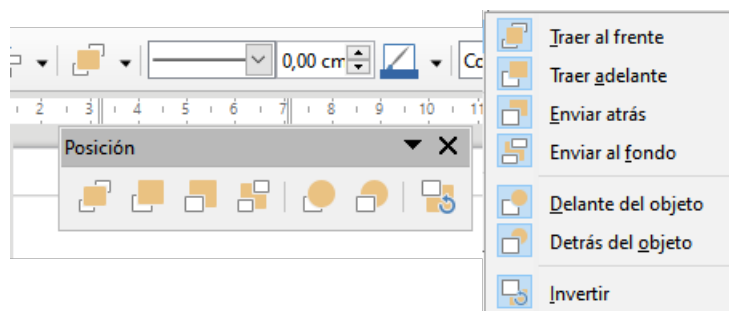 0,00 cm
Co
2 3 4 5 6 7 8 9 10 11
Posición
Traer al frente
Traer adelante
Enviar atrás
Enviar al fondo
Delante del objeto
Detrás del objeto
Invertir